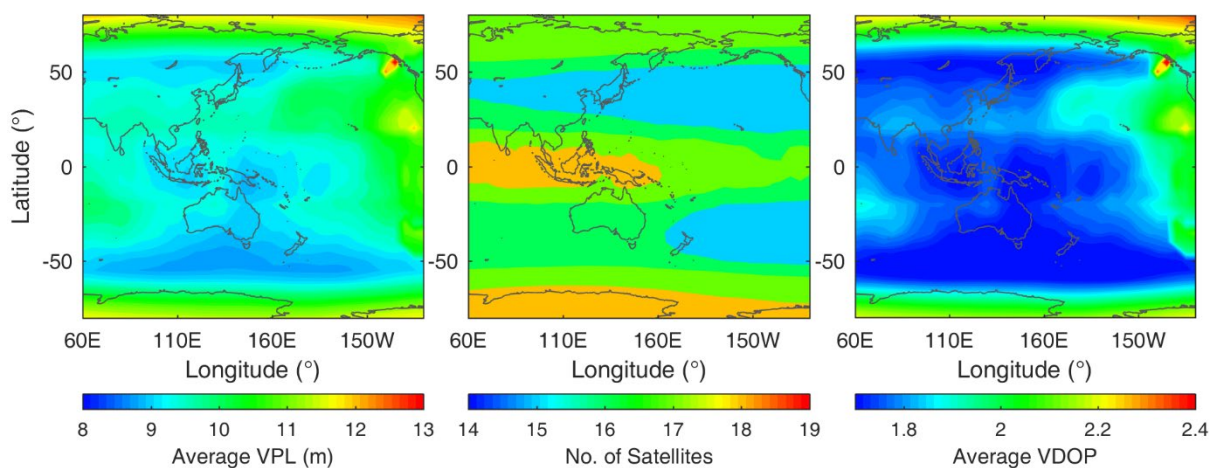 Latitude (°)
50
0
-50
60E 110E 160E 150W
Longitude (°)
8 9 10 11 12 13
Average VPL (m)
50
0
-50
60E 110E 160E 150W
Longitude (°)
14 15 16 17 18 19
No. of Satellites
50
0
-50
60E 110E 160E 150W
Longitude (°)
1.8 2 2.2 2.4
Average VDOP